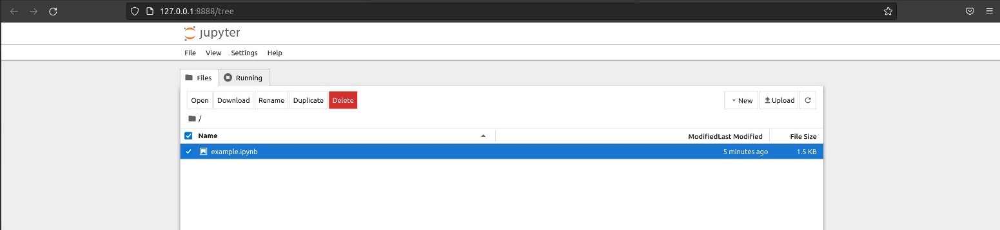 127.0.0.1:8888/tree
jupyter
File View Settings Help
Files Running
Open Download Rename Duplicate Delete New Upload
/
Name ModifiedLast Modified File Size
example.ipynb 5 minutes ago 1.5 KB